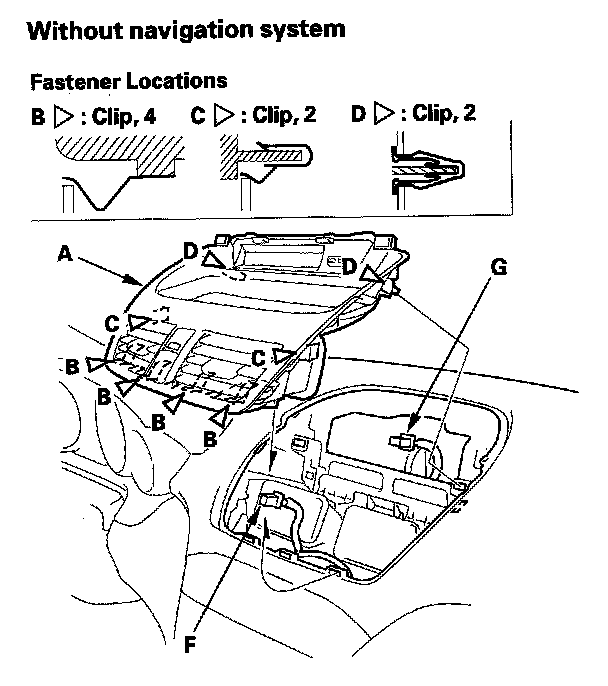 Without navigation system
Fastener Locations
B ▷ : Clip, 4 C ▷ : Clip, 2 D ▷ : Clip, 2
A
D
D
G
C
C
B
B
B
B
F